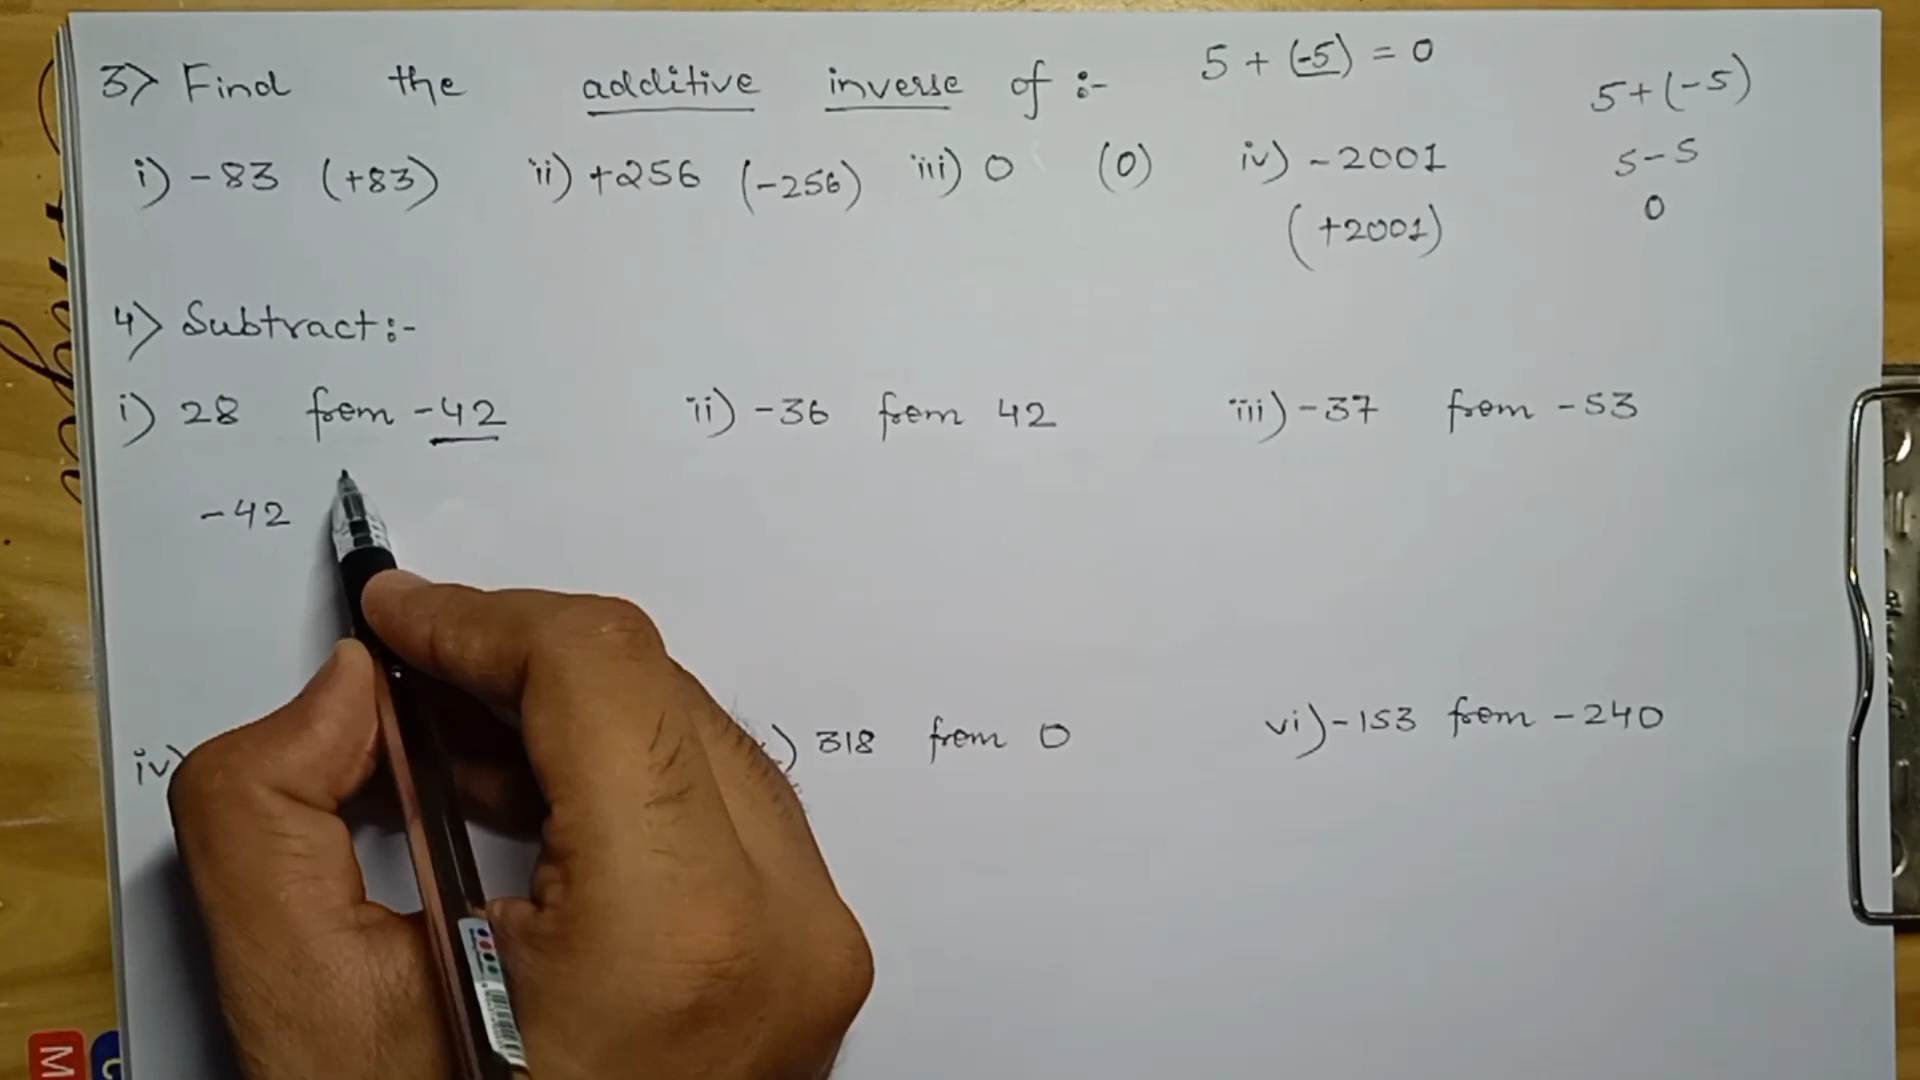 3) Find the additive inverse of :- 5 + (-5) = 0
5+(-5)
i) -83 (+83) ii) +256 (-256) iii) 0 (0) iv) -2001
5-5
(+2001)
0
4) Subtract:-
i) 28 from -42 ii) -36 from 42 iii) -37 from -53
-42
iv) ) 318 from 0 vi) -153 from -240
M